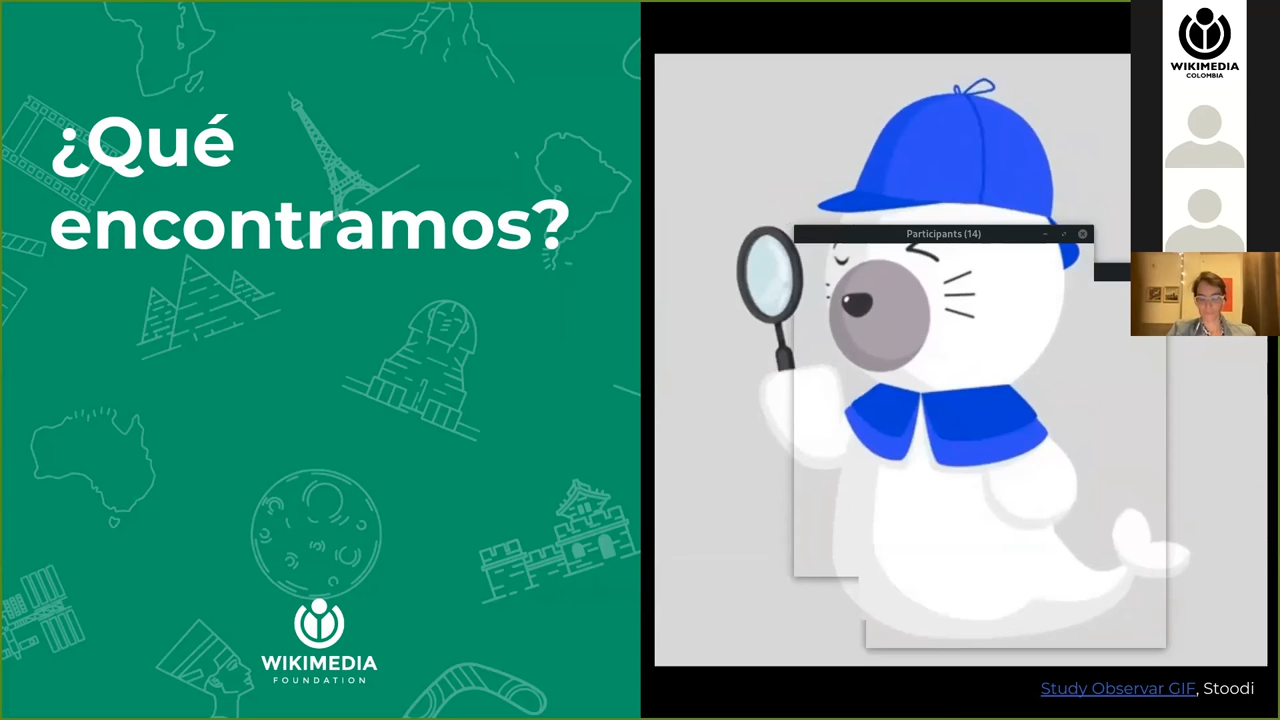 ¿Qué
encontramos?
WIKIMEDIA
FOUNDATION
Participants (14)
WIKIMEDIA
COLOMBIA
Study Observar GIF, Stoodi